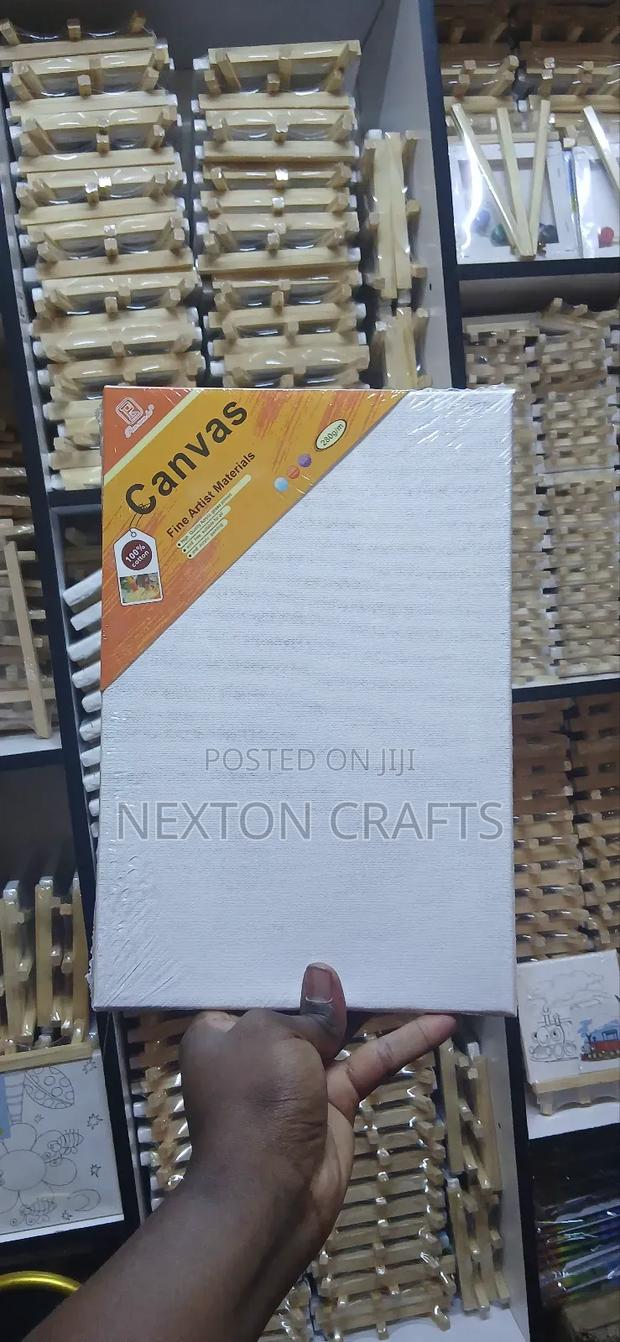 Canvas
Fine Artist Materials
280g/m
100%
cotton
POSTED ON JIJI
NEXTON CRAFTS